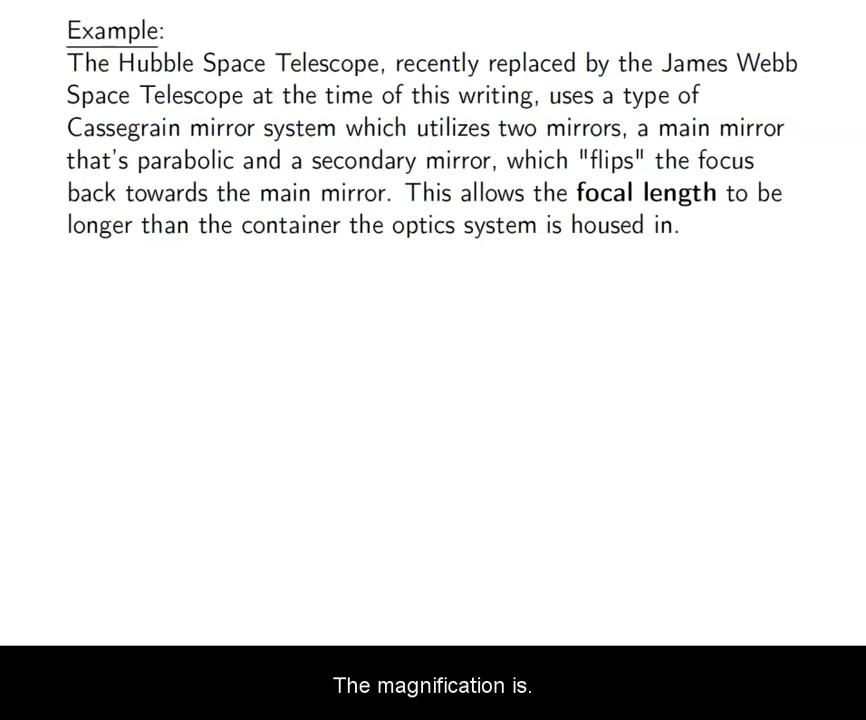 Example:
The Hubble Space Telescope, recently replaced by the James Webb
Space Telescope at the time of this writing, uses a type of
Cassegrain mirror system which utilizes two mirrors, a main mirror
that's parabolic and a secondary mirror, which "flips" the focus
back towards the main mirror. This allows the focal length to be
longer than the container the optics system is housed in.
The magnification is.